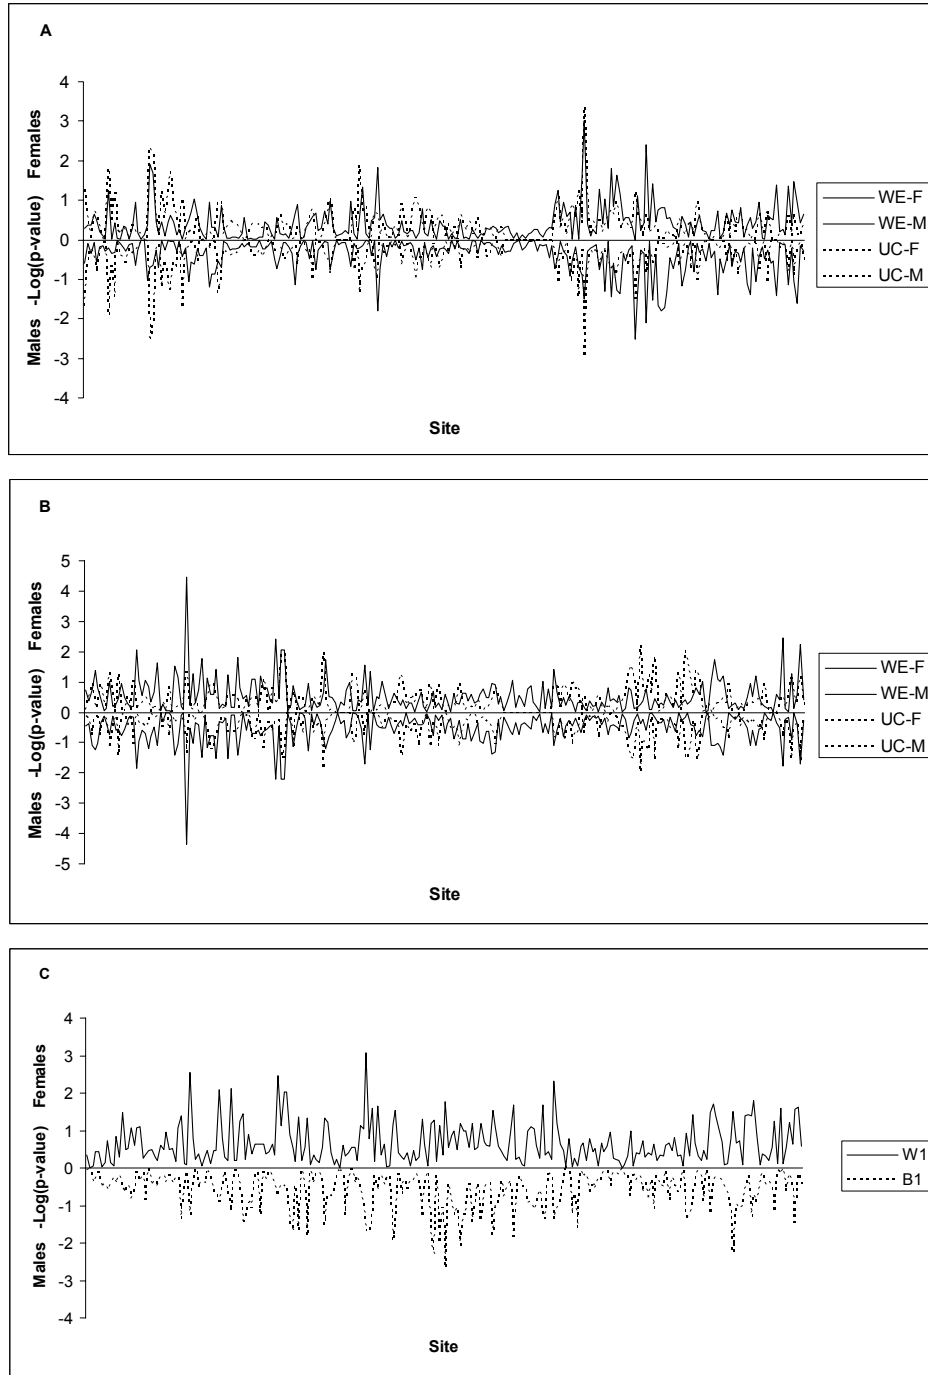 A
4
3
2
1
0
-1
-2
-3
-4
Males -Log(p-value) Females
Site
WE-F
WE-M
UC-F
UC-M
B
5
4
3
2
1
0
-1
-2
-3
-4
-5
Males -Log(p-value) Females
Site
WE-F
WE-M
UC-F
UC-M
C
4
3
2
1
0
-1
-2
-3
-4
Males -Log(p-value) Females
Site
W1
B1